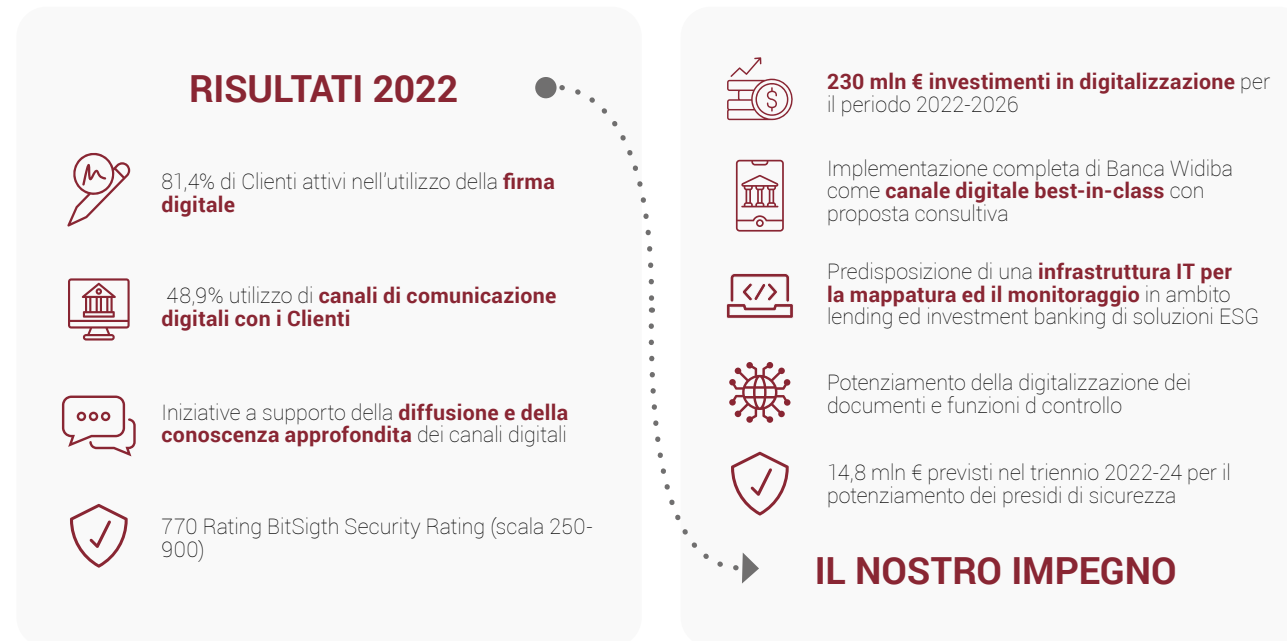 RISULTATI 2022
81,4% di Clienti attivi nell'utilizzo della firma
digitale
48,9% utilizzo di canali di comunicazione
digitali con i Clienti
Iniziative a supporto della diffusione e della
conoscenza approfondita dei canali digitali
770 Rating BitSigth Security Rating (scala 250-
900)
230 mln € investimenti in digitalizzazione per
il periodo 2022-2026
Implementazione completa di Banca Widiba
come canale digitale best-in-class con
proposta consultiva
Predisposizione di una infrastruttura IT per
la mappatura ed il monitoraggio in ambito
lending ed investment banking di soluzioni ESG
Potenziamento della digitalizzazione dei
documenti e funzioni d controllo
14,8 mln € previsti nel triennio 2022-24 per il
potenziamento dei presidi di sicurezza
IL NOSTRO IMPEGNO